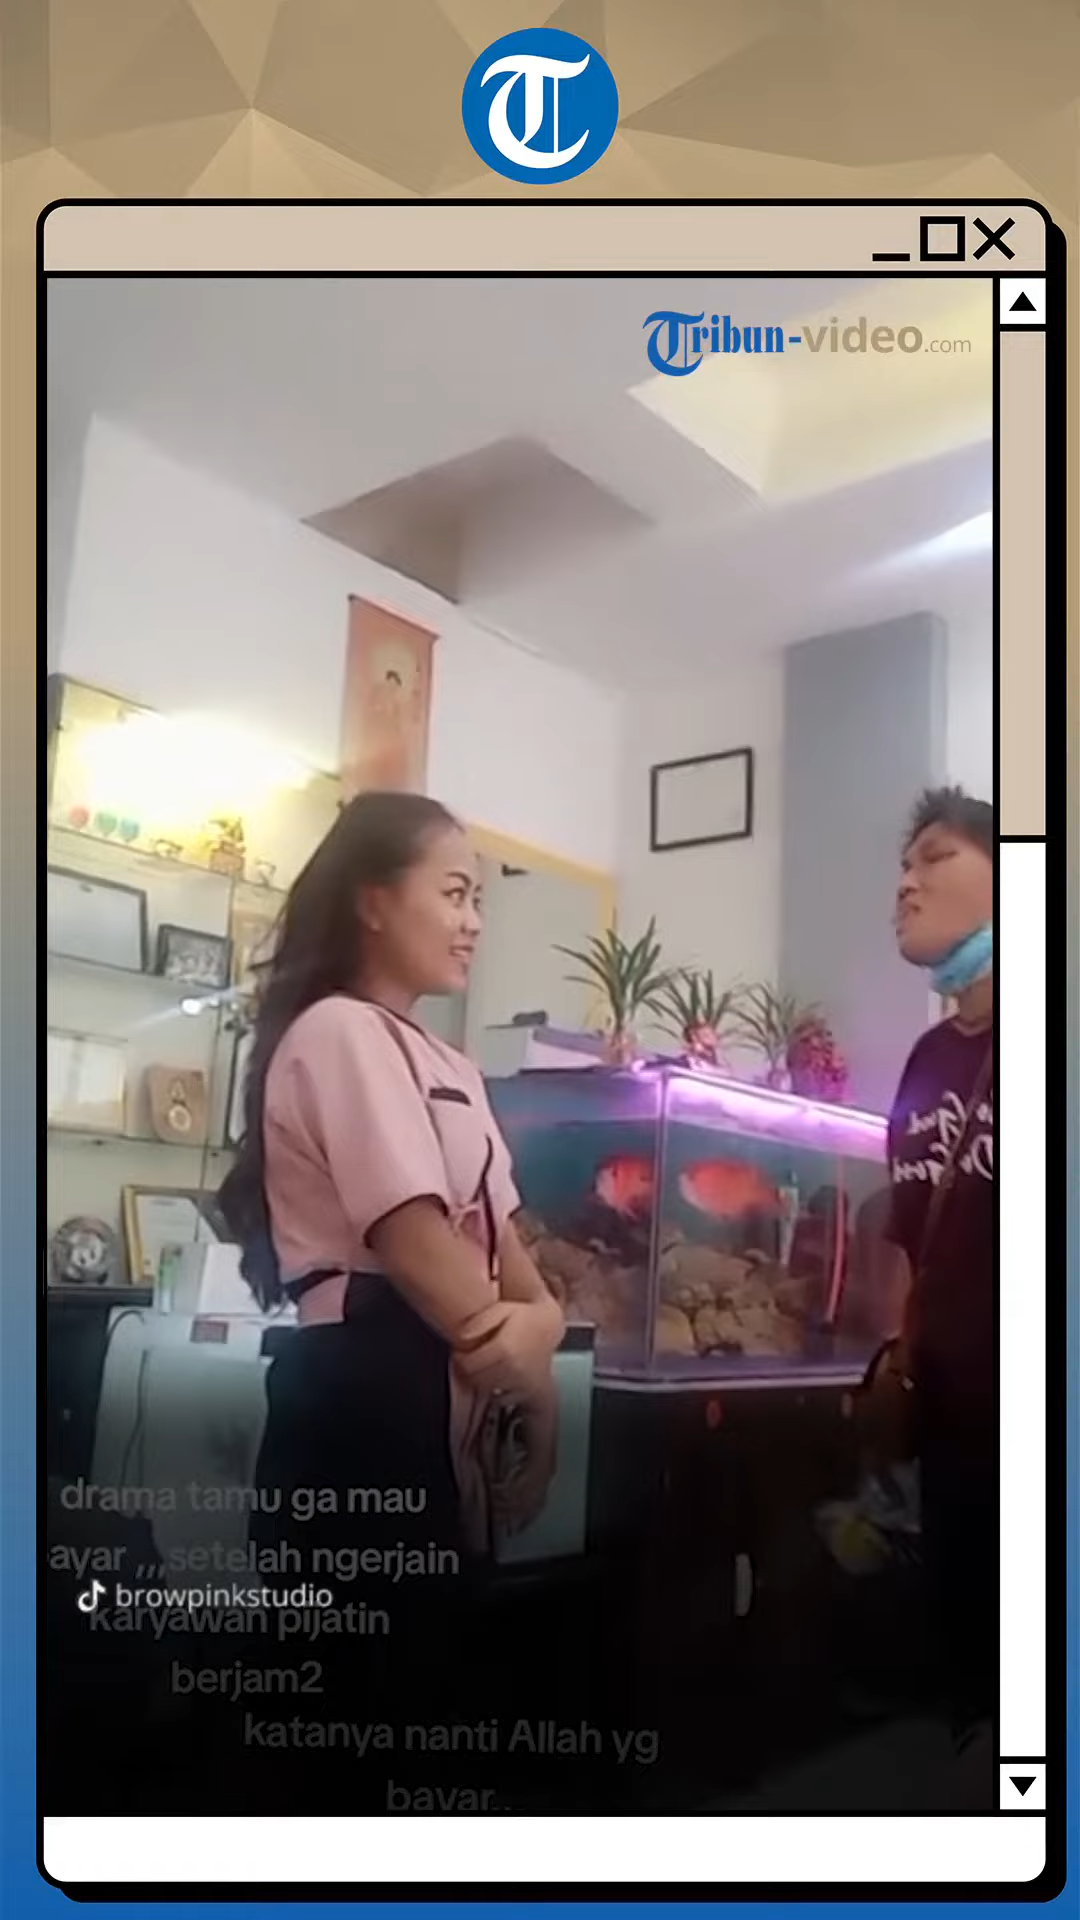 T
Tribun-video.com
drama tamu ga mau
ayar ,,,setelah ngerjain
browpinkstudio
karyawan pijatin
berjam2
katanya nanti Allah yg
bayar...